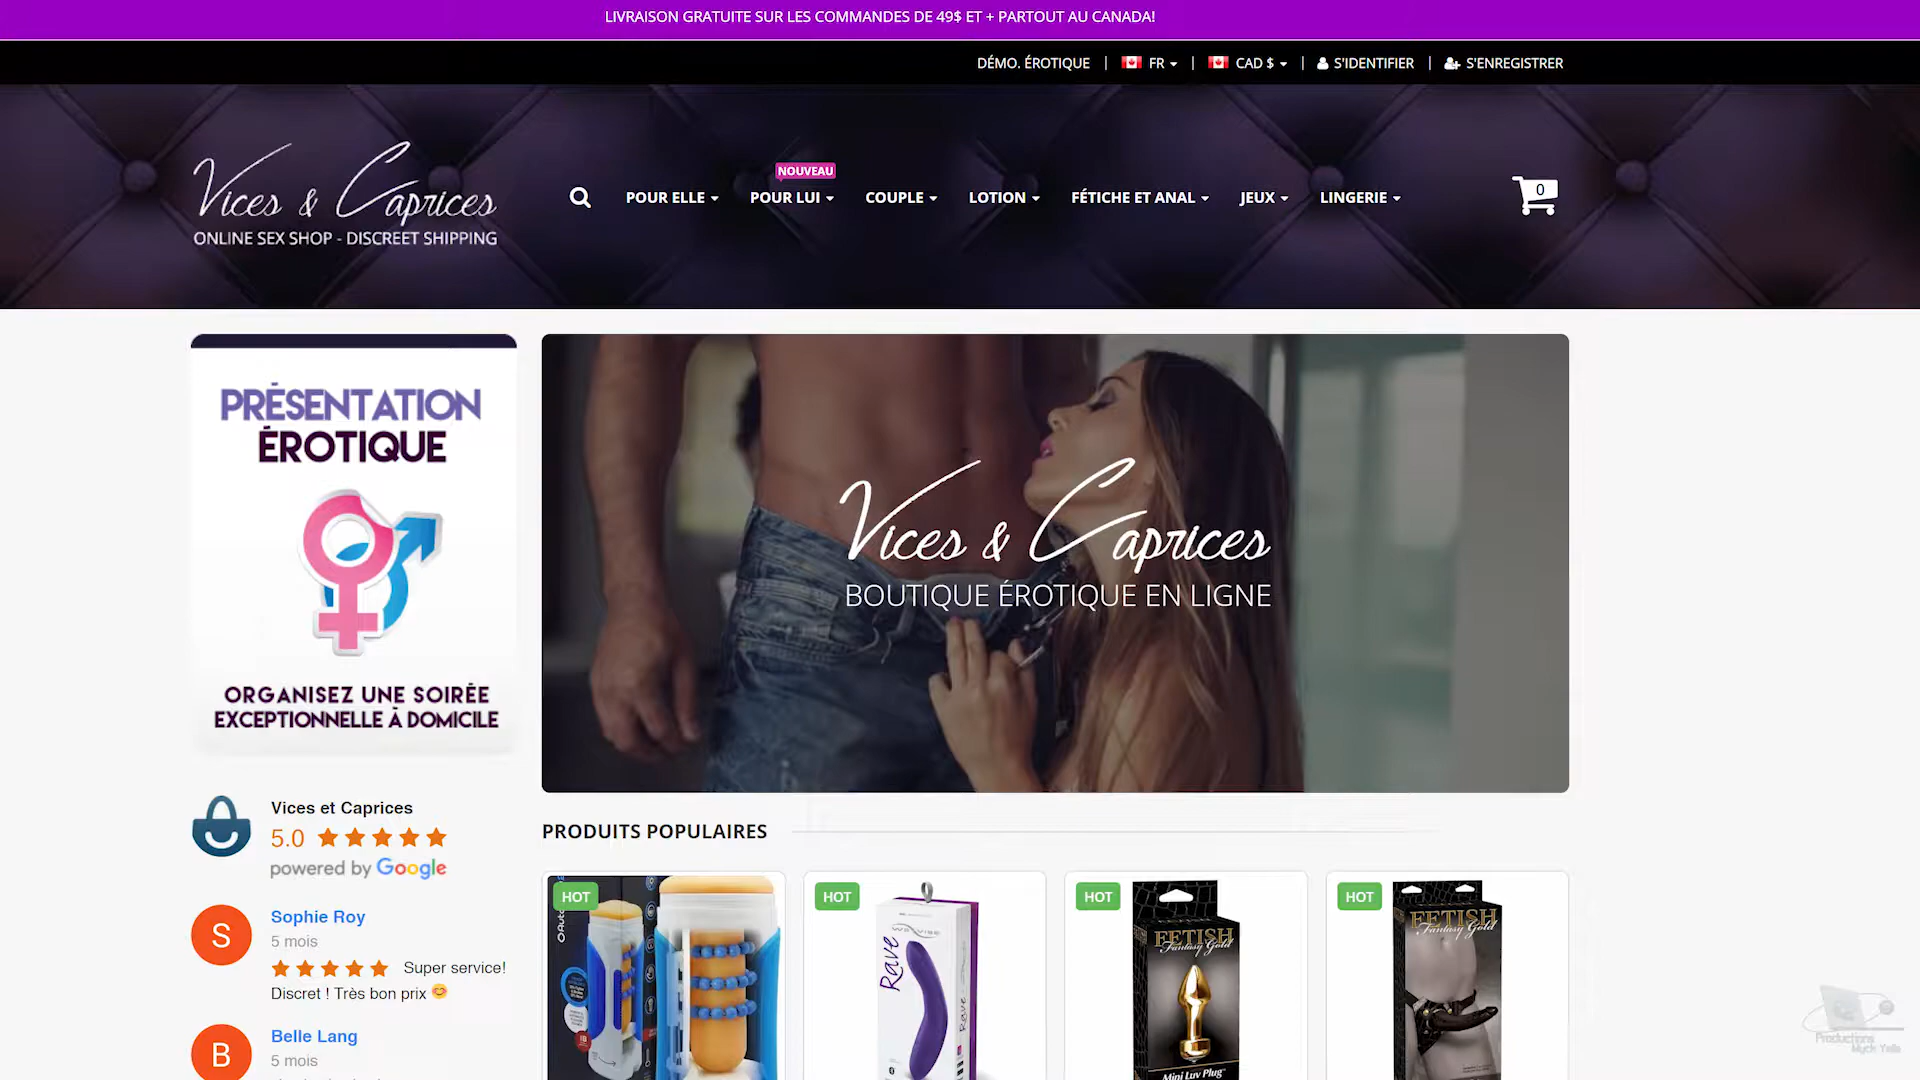 LIVRAISON GRATUITE SUR LES COMMANDES DE 49$ ET + PARTOUT AU CANADA!
DÉMO. ÉROTIQUE | FR | CAD $ | S'IDENTIFIER | S'ENREGISTRER
Vices & Caprices
ONLINE SEX SHOP - DISCREET SHIPPING
NOUVEAU
POUR ELLE POUR LUI COUPLE LOTION FÉTICHE ET ANAL JEUX LINGERIE
0
PRÉSENTATION
ÉROTIQUE
ORGANISEZ UNE SOIRÉE
EXCEPTIONNELLE À DOMICILE
Vices & Caprices
BOUTIQUE ÉROTIQUE EN LIGNE
Vices et Caprices
5.0
powered by Google
S
Sophie Roy
5 mois
Super service!
Discret ! Très bon prix
B
Belle Lang
5 mois
PRODUITS POPULAIRES
HOT
HOT
Rave
Rave
HOT
FETISH
Fantasy Gold
Mini Luv Plug
HOT
FETISH
Fantasy Gold
Productions
Myck Yelle